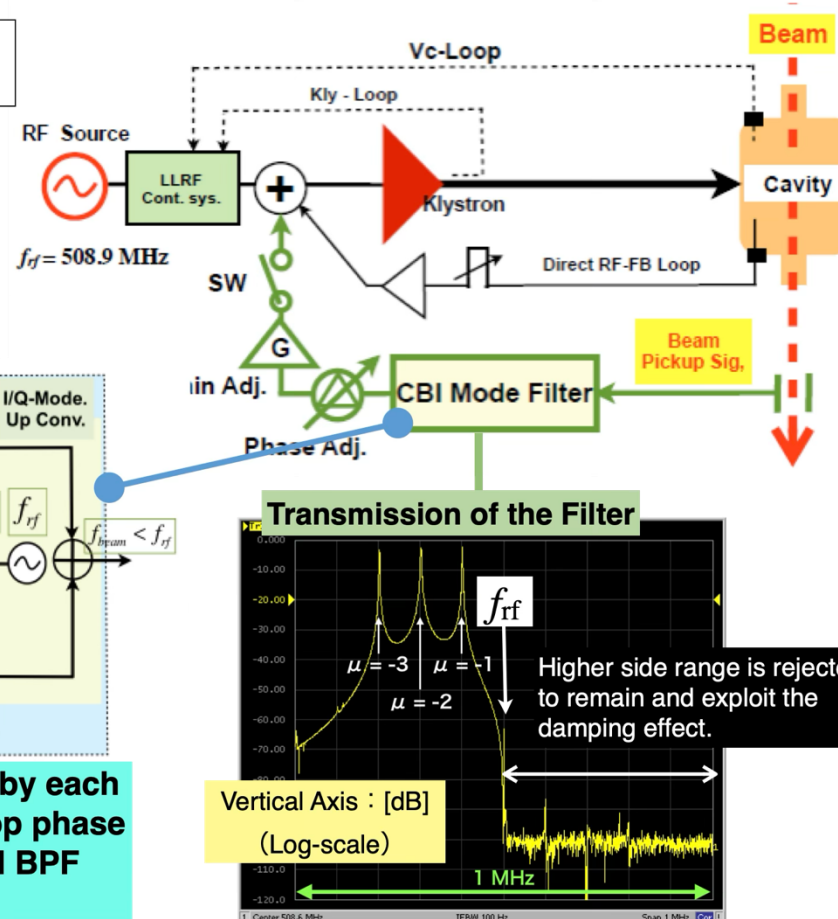 Beam
Vc-Loop
Kly - Loop
RF Source
LLRF
Cont. sys.
+
Klystron
Cavity
frf = 508.9 MHz
SW
Direct RF-FB Loop
G
Beam
Pickup Sig,
in Adj.
CBI Mode Filter
Phase Adj.
I/Q-Mode.
Up Conv.
frf
fbeam < frf
Transmission of the Filter
0.000
-10.00
-20.00
-30.00
-40.00
-50.00
-60.00
-70.00
-80.00
-110.0
-120.0
frf
μ = -3
μ = -1
μ = -2
Higher side range is rejecte
to remain and exploit the
damping effect.
Vertical Axis：[dB]
（Log-scale）
1 MHz
by each
op phase
BPF
1 Center 508.6 MHz
IFBW 100 Hz
Span 1 MHz
Cor